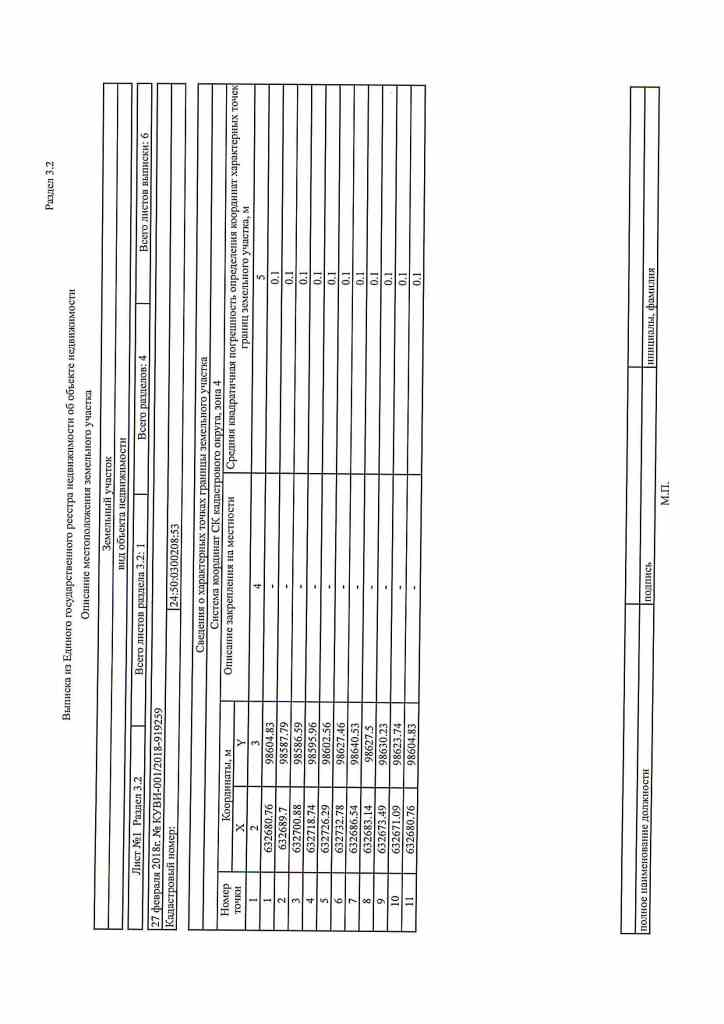 Раздел 3.2
Выписка из Единого государственного реестра недвижимости об объекте недвижимости
Описание местоположения земельного участка
Земельный участок
вид объекта недвижимости
Лист №1 Раздел 3.2 Всего листов раздела 3.2: 1 Всего разделов: 4 Всего листов выписки: 6
27 февраля 2018г. № КУВИ-001/2018-919259
Кадастровый номер: 24:50:0300208:53
Сведения о характерных точках границы земельного участка
Система координат СК кадастрового округа, зона 4
Номер точки Координаты, м Описание закрепления на местности Средняя квадратичная погрешность определения координат характерных точек
границ земельного участка, м
X Y
1 2 3 4 5
1 632680.76 98604.83 - 0.1
2 632689.7 98587.79 - 0.1
3 632700.88 98586.59 - 0.1
4 632718.74 98595.96 - 0.1
5 632726.29 98602.56 - 0.1
6 632732.78 98627.46 - 0.1
7 632686.54 98640.53 - 0.1
8 632683.14 98627.5 - 0.1
9 632673.49 98630.23 - 0.1
10 632671.09 98623.74 - 0.1
11 632680.76 98604.83 - 0.1
полное наименование должности подпись инициалы, фамилия
М.П.